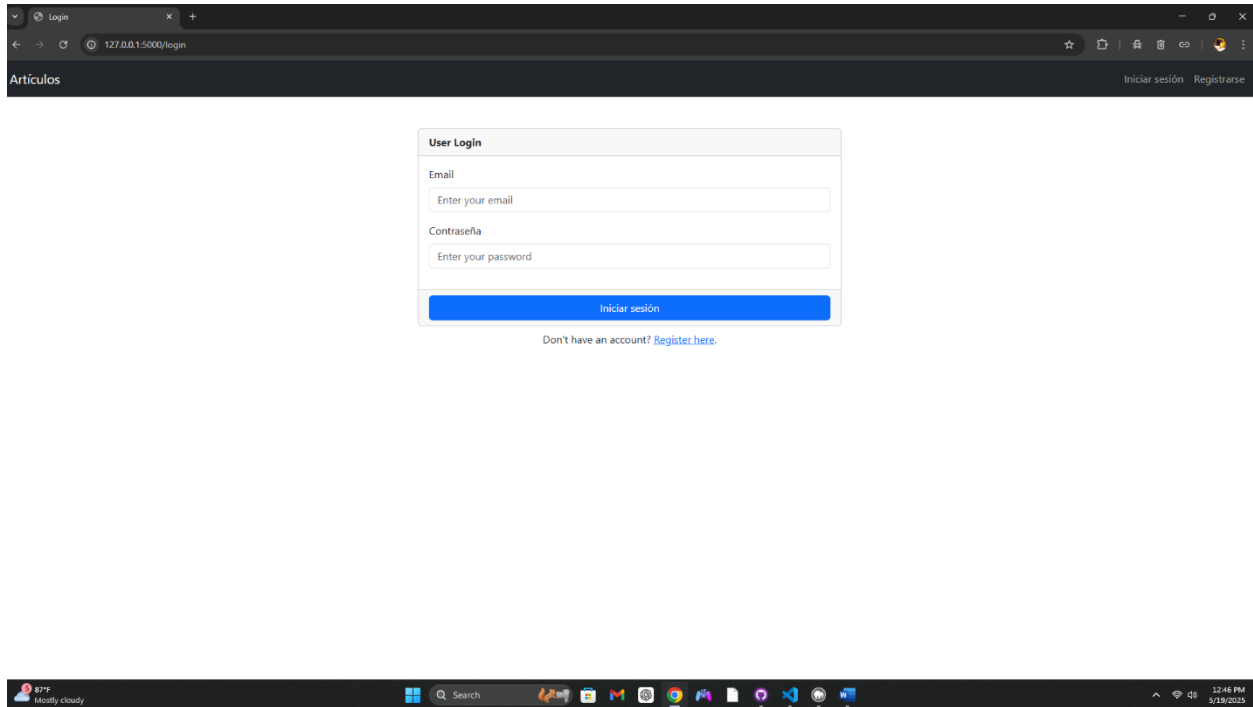 Login
127.0.0.1:5000/login
Artículos
Iniciar sesión Registrarse
User Login
Email
Enter your email
Contraseña
Enter your password
Iniciar sesión
Don't have an account? Register here.
5
87°F
Mostly cloudy
Search
12:46 PM
5/19/2025